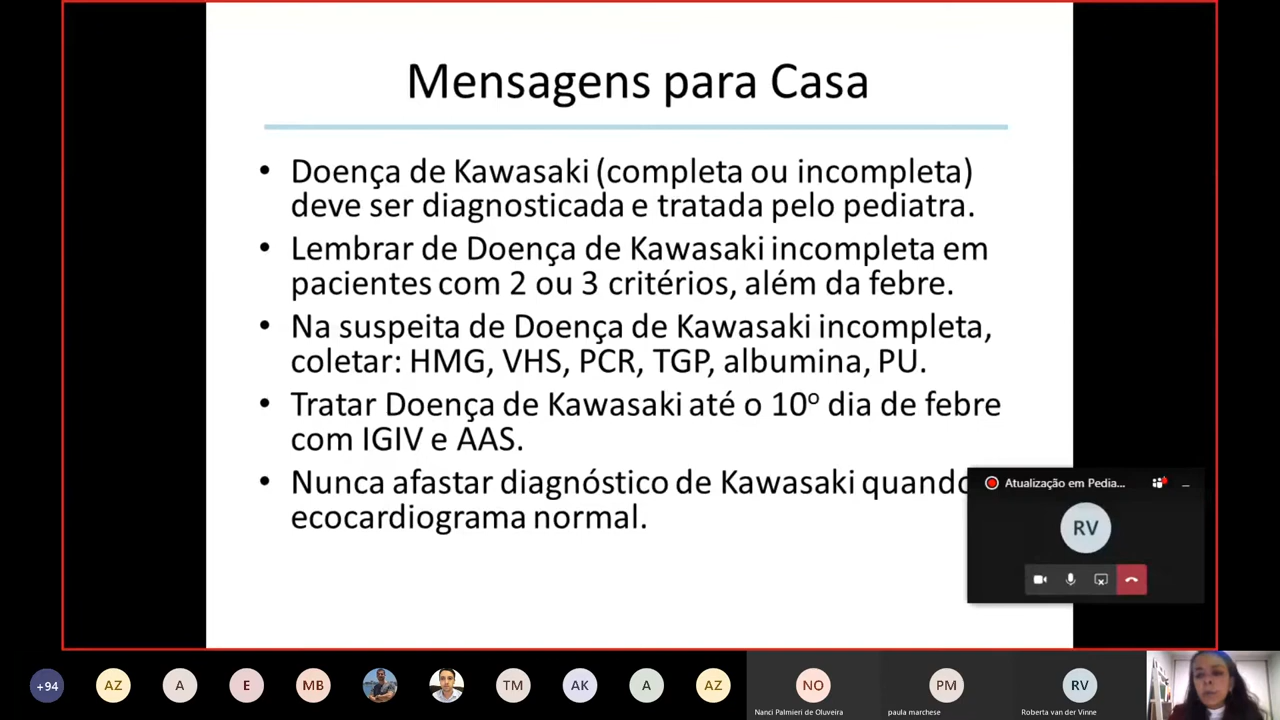 Mensagens para Casa
• Doença de Kawasaki (completa ou incompleta)
deve ser diagnosticada e tratada pelo pediatra.
• Lembrar de Doença de Kawasaki incompleta em
pacientes com 2 ou 3 critérios, além da febre.
• Na suspeita de Doença de Kawasaki incompleta,
coletar: HMG, VHS, PCR, TGP, albumina, PU.
• Tratar Doença de Kawasaki até o 10º dia de febre
com IGIV e AAS.
• Nunca afastar diagnóstico de Kawasaki quando
ecocardiograma normal.
Atualização em Pedia...
RV
+94
AZ
A
E
MB
TM
AK
A
AZ
NO
PM
RV
Nanci Palmieri de Oluveira
paula marchese
Roberta van der Vinne